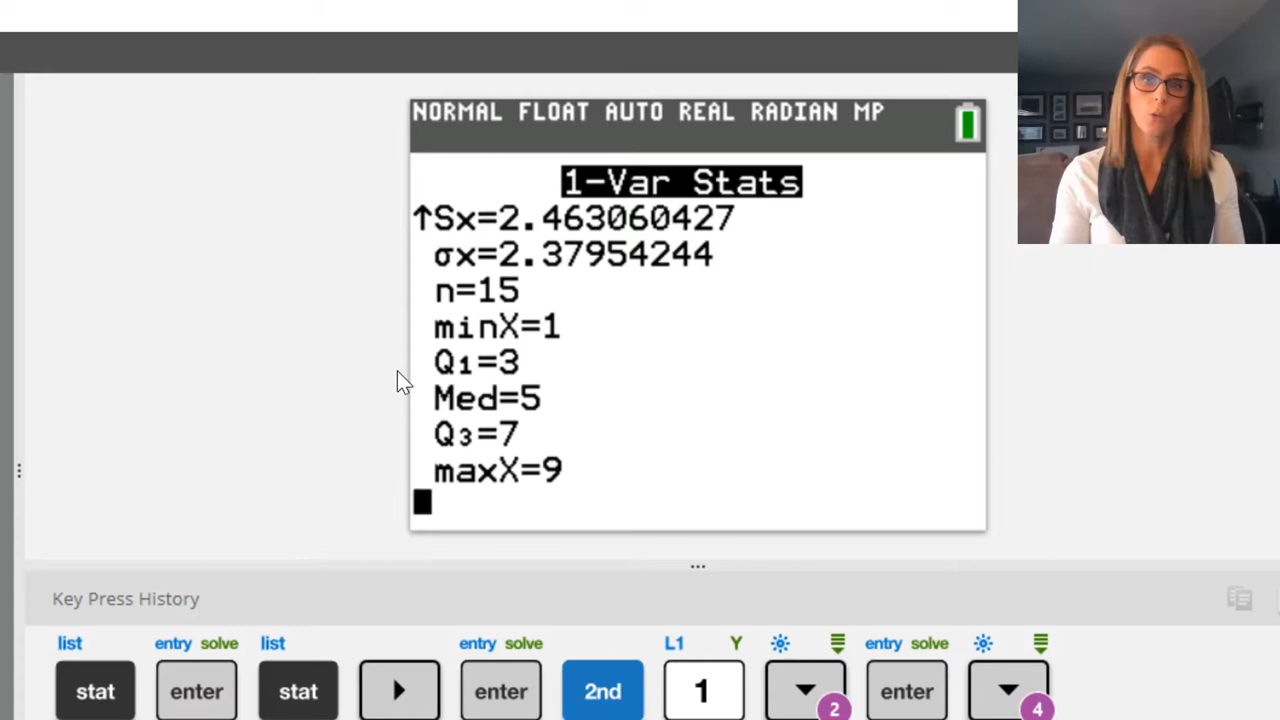 NORMAL FLOAT AUTO REAL RADIAN MP
1-Var Stats
↑Sx=2.463060427
σx=2.37954244
n=15
minX=1
Q₁=3
Med=5
Q₃=7
maxX=9
Key Press History
list entry solve list entry solve L1 Y entry solve
stat enter stat enter 2nd 1 enter
2 4